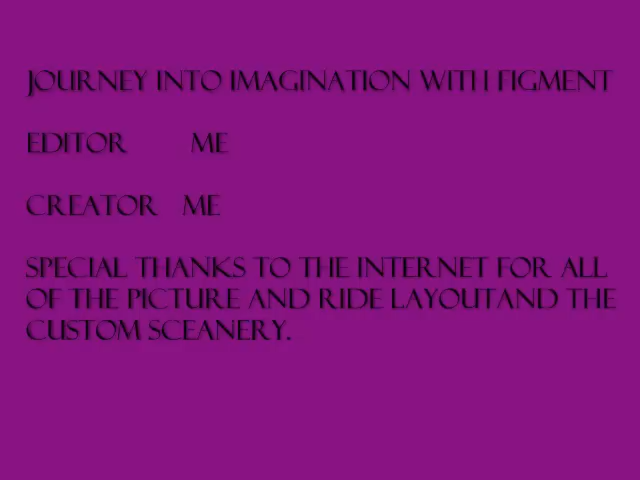 Journey into Imagination with Figment
Editor me
Creator me
Special thanks to the internet for all
of the picture and ride layoutand the
custom sceanery.